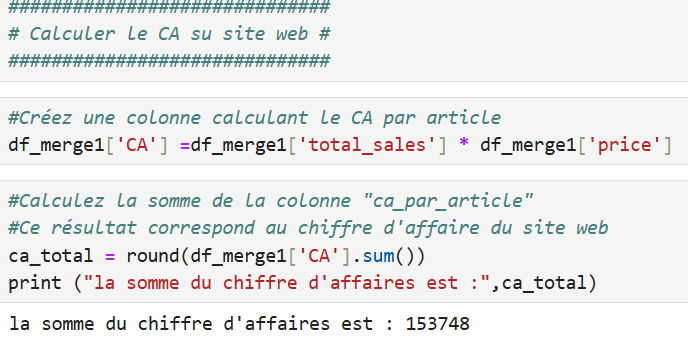 ##############################
# Calculer le CA su site web #
##############################
#Créez une colonne calculant le CA par article
df_merge1['CA'] =df_merge1['total_sales'] * df_merge1['price']
#Calculez la somme de la colonne "ca_par_article"
#Ce résultat correspond au chiffre d'affaire du site web
ca_total = round(df_merge1['CA'].sum())
print ("la somme du chiffre d'affaires est :",ca_total)
la somme du chiffre d'affaires est : 153748